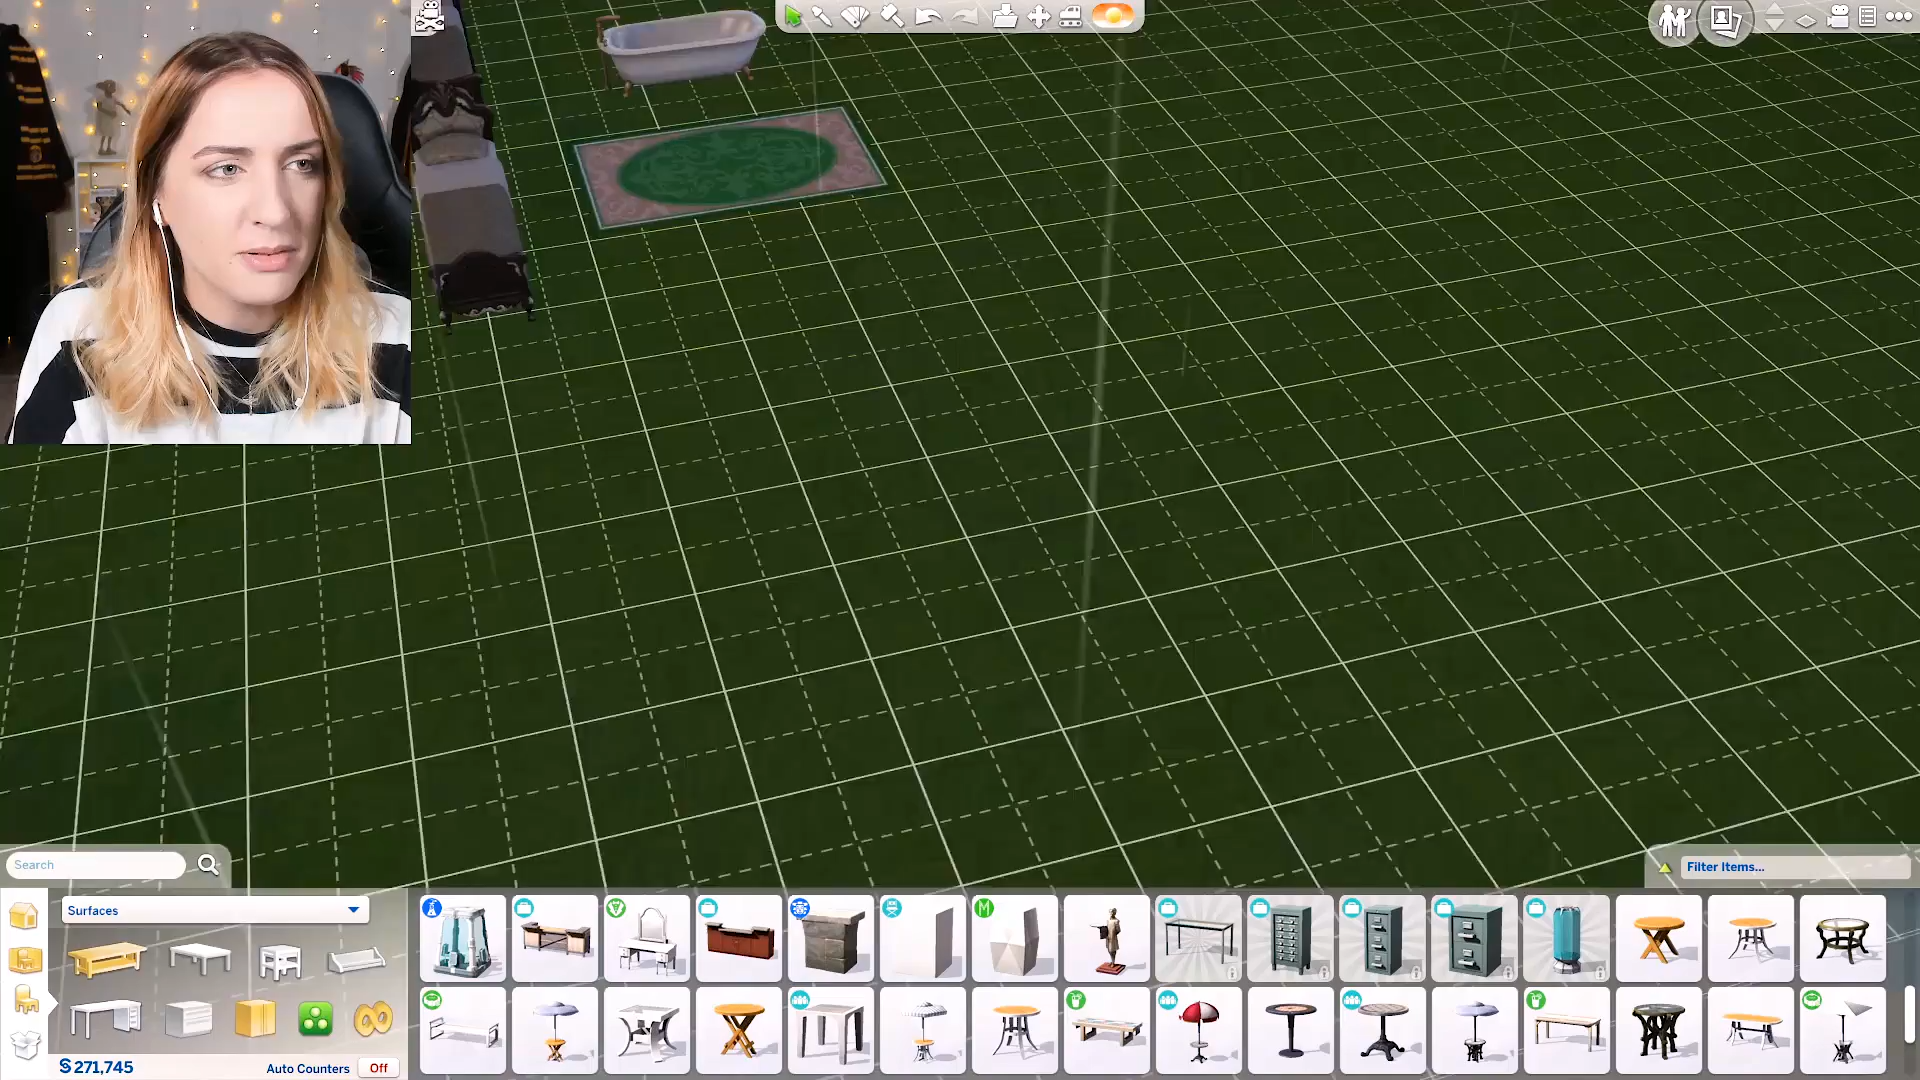 Search
Filter Items...
Surfaces
§271,745
Auto Counters
Off